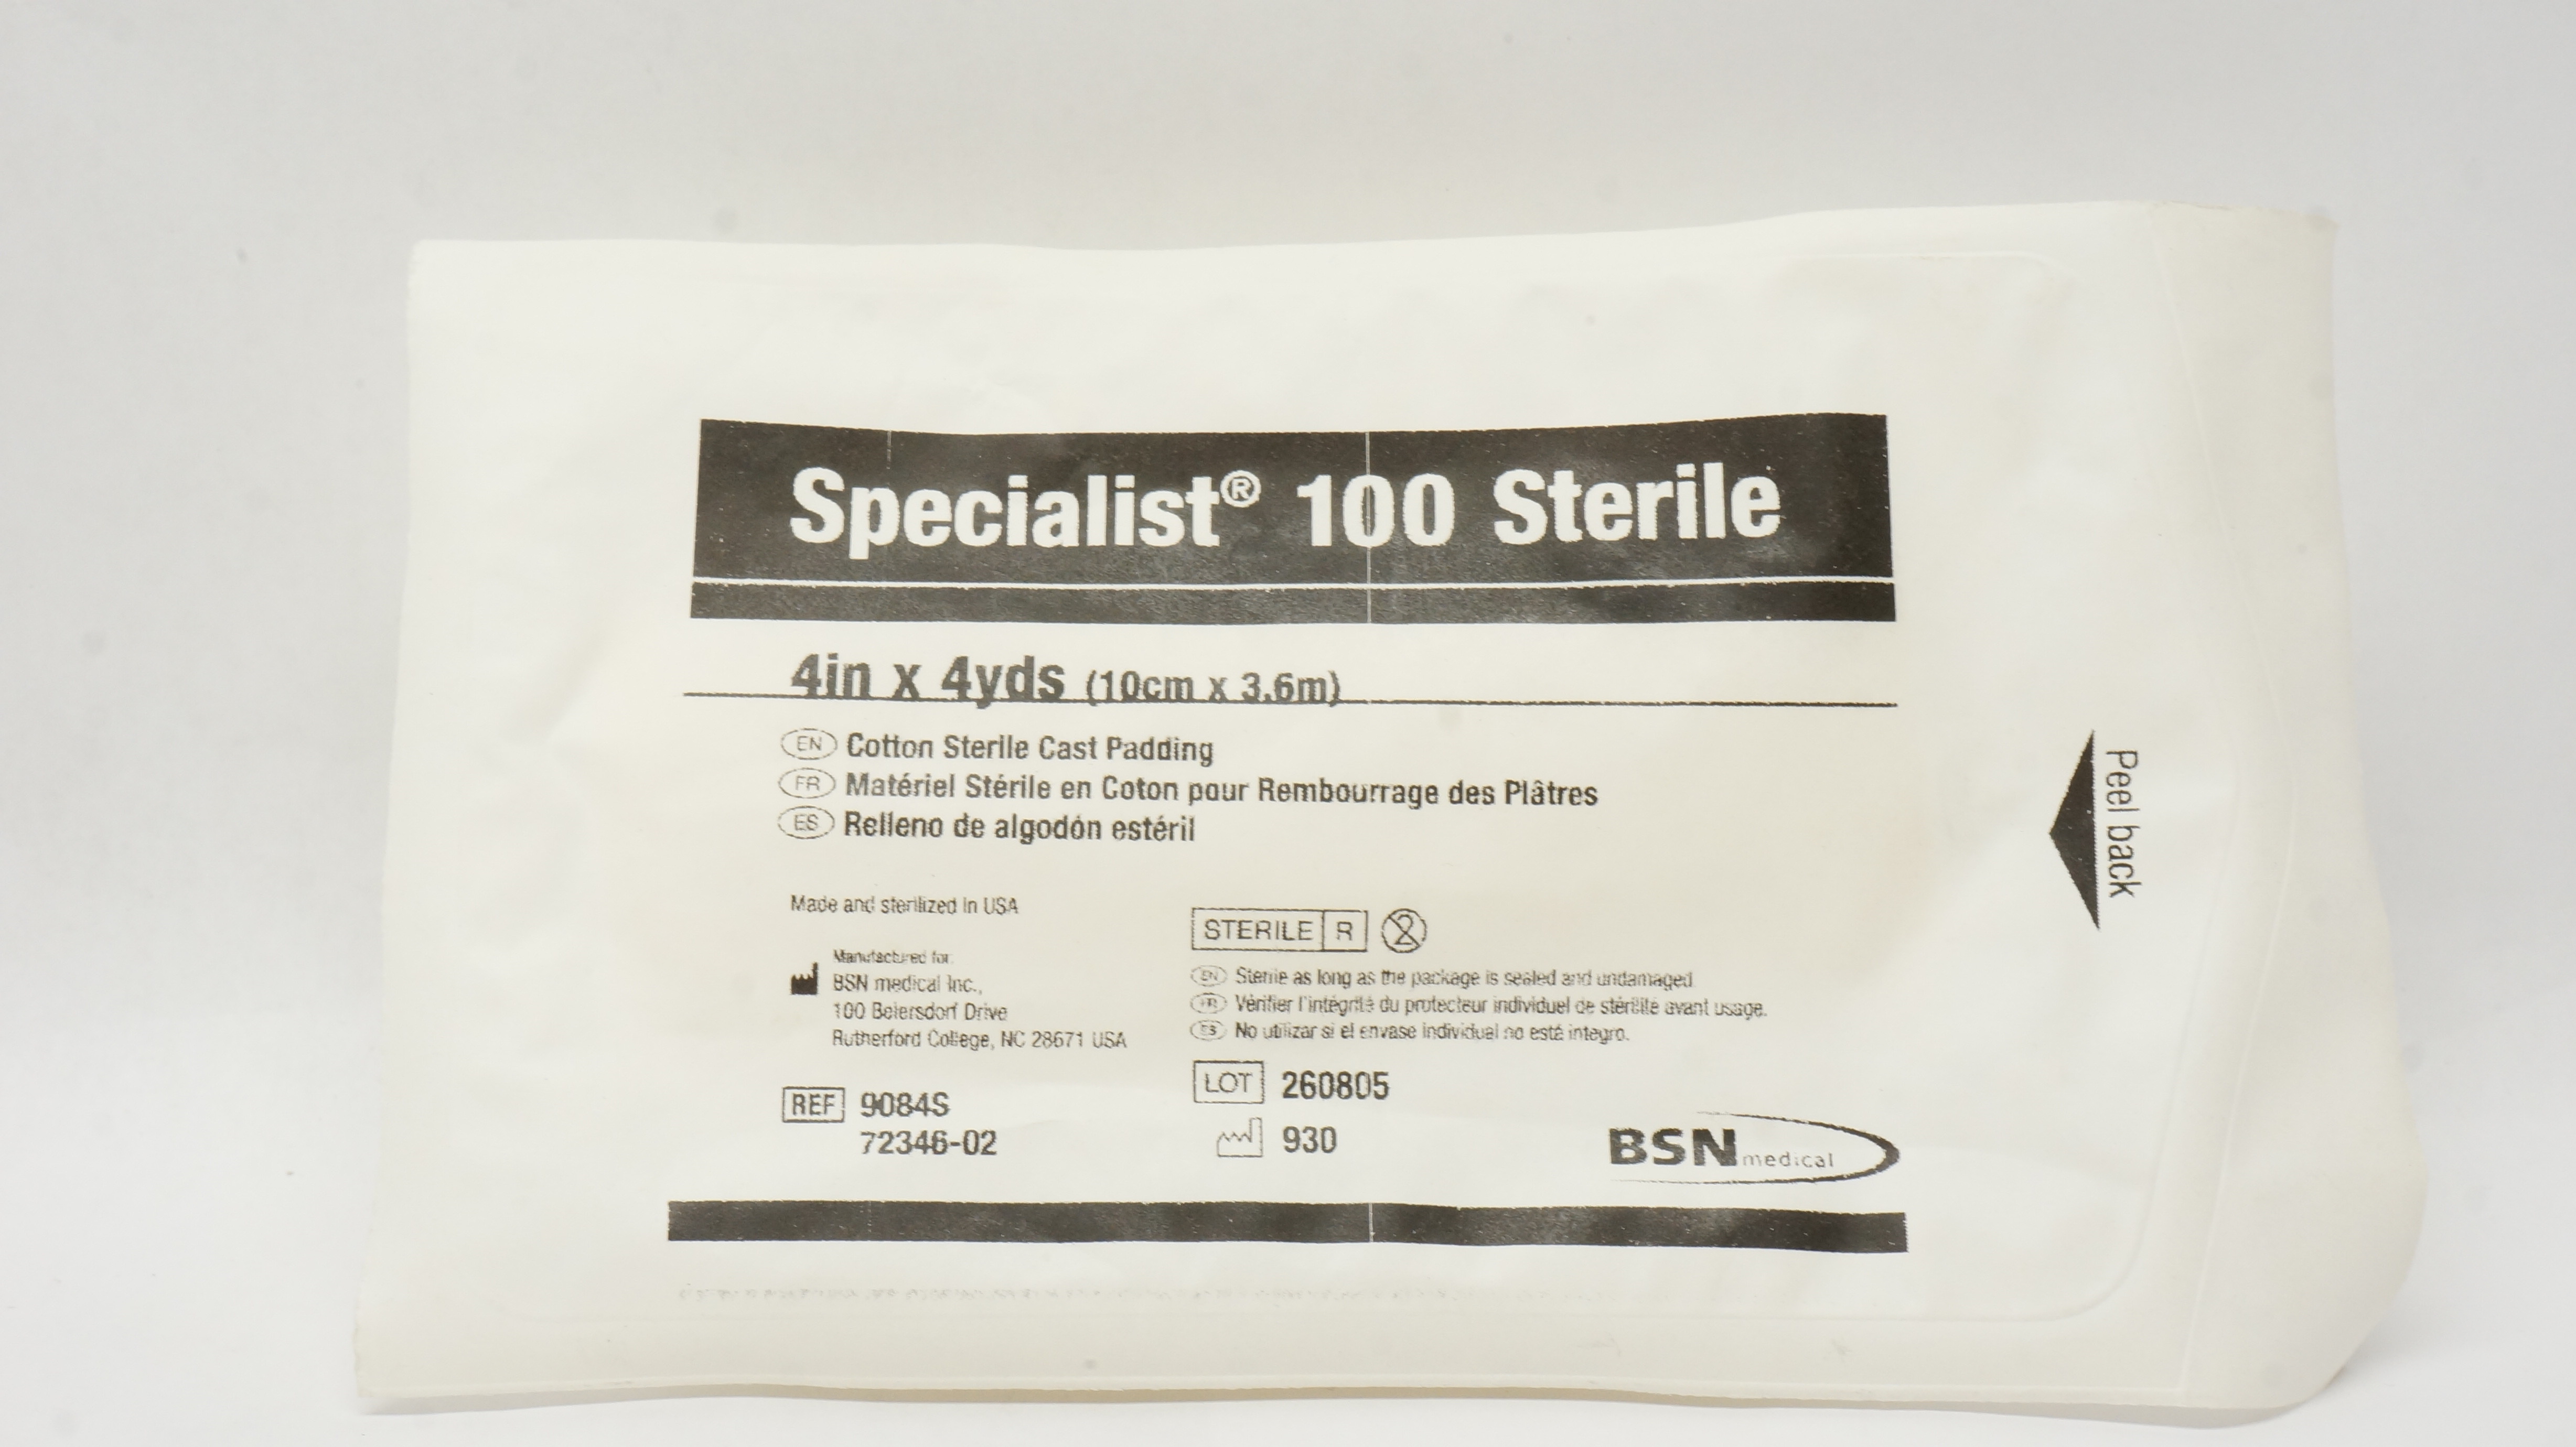 Specialist® 100 Sterile
4in x 4yds (10cm x 3.6m)
EN Cotton Sterile Cast Padding
FR Matériel Stérile en Coton pour Rembourrage des Plâtres
ES Relleno de algodón estéril
Made and sterilized in USA
Manufactured for:
BSN medical Inc.,
100 Beiersdorf Drive
Rutherford College, NC 28671 USA
REF 9084S
72346-02
STERILE R 2
EN Sterile as long as the package is sealed and undamaged.
FR Vérifier l'intégrité du protecteur individuel de stérilité avant usage.
ES No utilizar si el envase individual no está integro.
LOT 260805
930
BSN medical
Peel back